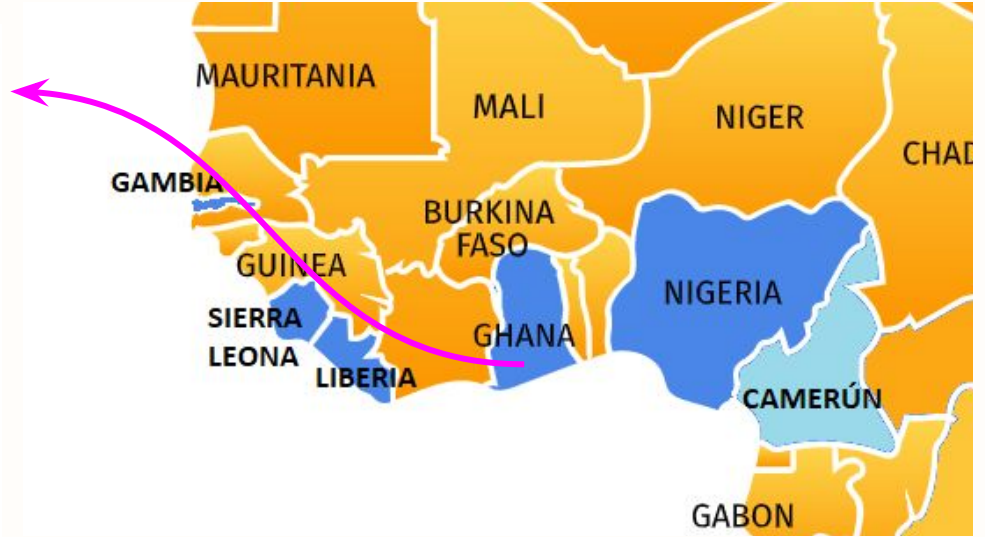 MAURITANIA
MALI
NIGER
CHAD
GAMBIA
BURKINA
FASO
GUINEA
NIGERIA
SIERRA
LEONA
GHANA
LIBERIA
CAMERÚN
GABON